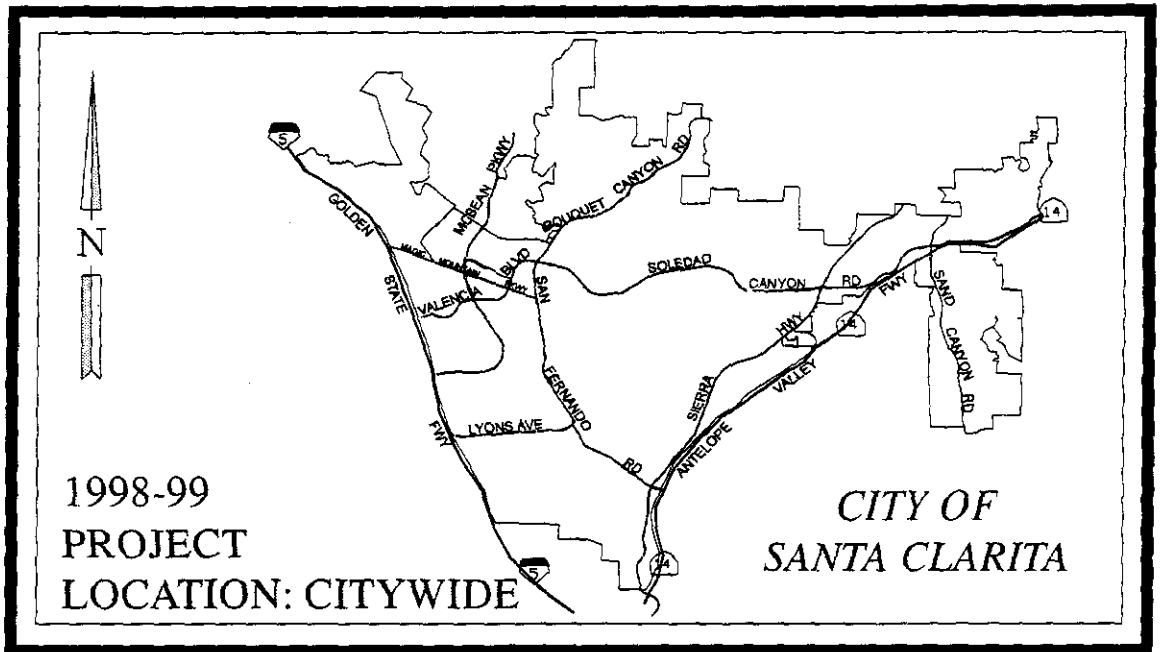 5
GOLDEN
STATE
FWY
N
MCBEAN PKWY
BOUQUET CANYON RD
MAGIC MOUNTAIN PKWY
VALENCIA BLVD
SAN
FERNANDO
RD
SOLEDAD
CANYON RD
14
FWY
SAND
CANYON
RD
HWY
14
SIERRA
VALLEY
ANTELOPE
LYONS AVE
14
5
1998-99
PROJECT
LOCATION: CITYWIDE
CITY OF
SANTA CLARITA